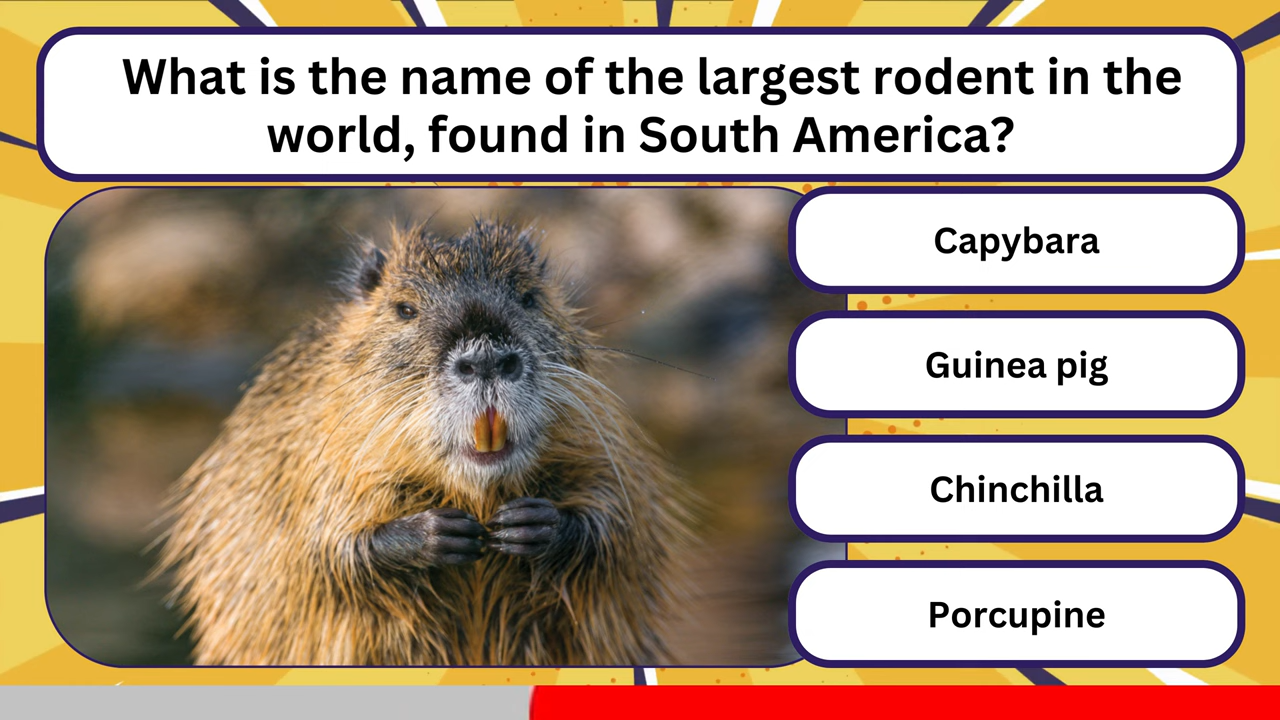 What is the name of the largest rodent in the
world, found in South America?
Capybara
Guinea pig
Chinchilla
Porcupine